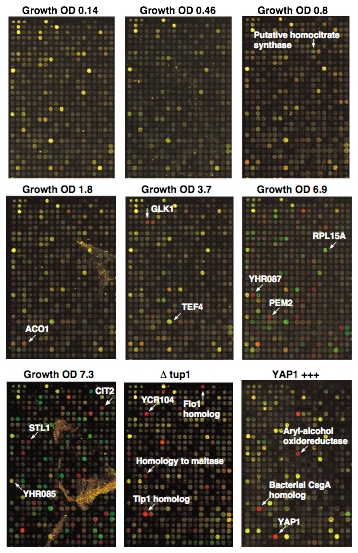 Growth OD 0.14
Growth OD 0.46
Growth OD 0.8
Putative homocitrate
synthase
Growth OD 1.8
Growth OD 3.7
Growth OD 6.9
ACO1
GLK1
TEF4
RPL15A
YHR087
PEM2
Growth OD 7.3
Δ tup1
YAP1 +++
CIT2
STL1
YHR085
YCR104
Flo1
homolog
Homology to maltase
Tip1 homolog
Aryl-alcohol
oxidoreductase
Bacterial CsgA
homolog
YAP1